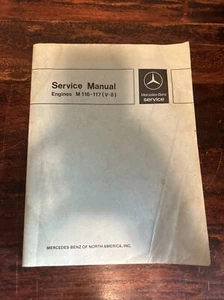 Service Manual
Engines M 116-117 (V-8)
Mercedes-Benz
service
MERCEDES-BENZ OF NORTH AMERICA, INC.